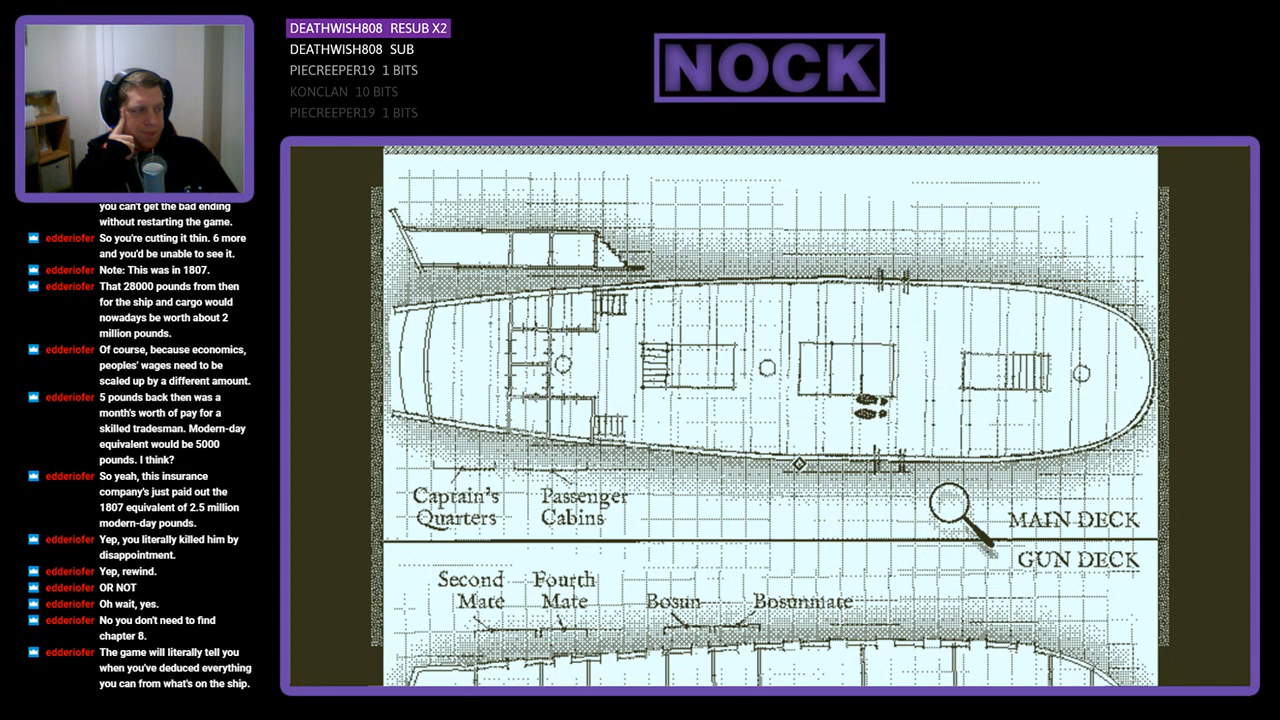 DEATHWISH808 RESUB X2
DEATHWISH808 SUB
PIECREEPER19 1 BITS
KONCLAN 10 BITS
PIECREEPER19 1 BITS
NOCK
you can't get the bad ending
without restarting the game.
edderiofer So you're cutting it thin. 6 more
and you'd be unable to see it.
edderiofer Note: This was in 1807.
edderiofer That 28000 pounds from then
for the ship and cargo would
nowadays be worth about 2
million pounds.
edderiofer Of course, because economics,
peoples' wages need to be
scaled up by a different amount.
edderiofer 5 pounds back then was a
month's worth of pay for a
skilled tradesman. Modern-day
equivalent would be 5000
pounds. I think?
edderiofer So yeah, this insurance
company's just paid out the
1807 equivalent of 2.5 million
modern-day pounds.
edderiofer Yep, you literally killed him by
disappointment.
edderiofer Yep, rewind.
edderiofer OR NOT
edderiofer Oh wait, yes.
edderiofer No you don't need to find
chapter 8.
edderiofer The game will literally tell you
when you've deduced everything
you can from what's on the ship.
Captain's
Quarters
Passenger
Cabins
MAIN DECK
GUN DECK
Second
Mate
Fourth
Mate
Bosun
Bosunmate